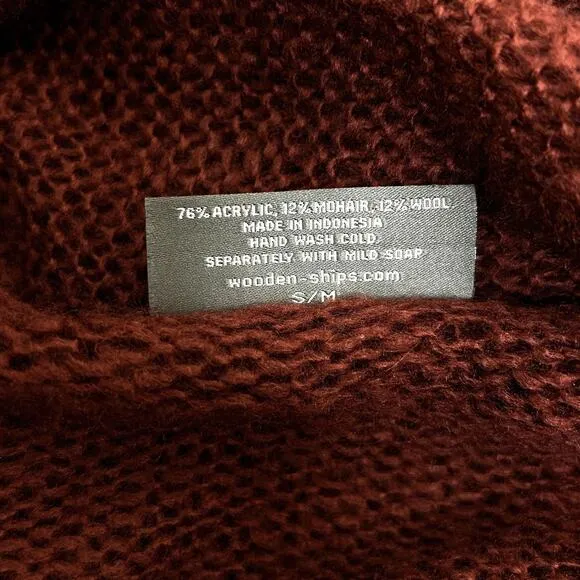 76% ACRYLIC, 12% MOHAIR, 12% WOOL
MADE IN INDONESIA
HAND WASH COLD
SEPARATELY WITH MILD SOAP
wooden-ships.com
S/M